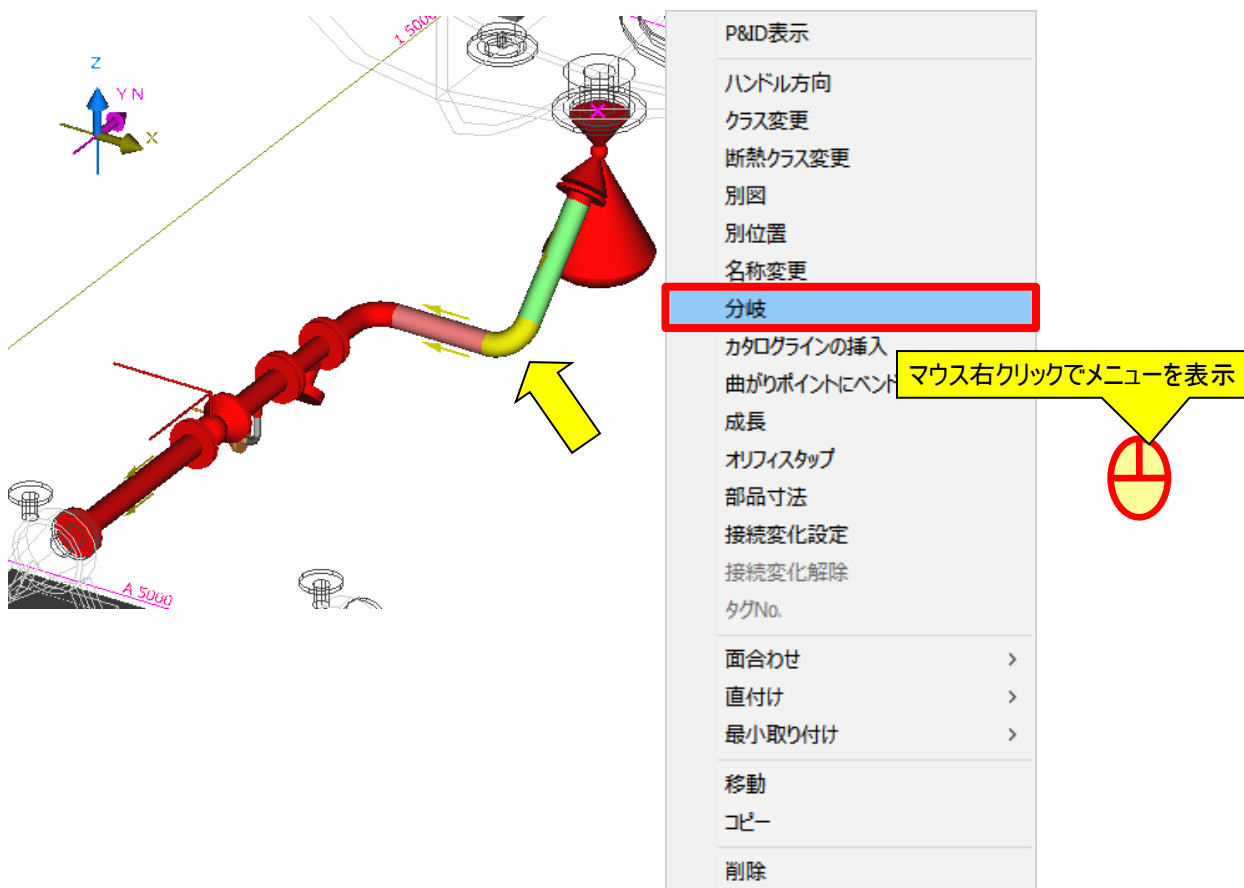 1 5000
Z
Y N
X
A 5000
P&ID表示
ハンドル方向
クラス変更
断熱クラス変更
別図
別位置
名称変更
分岐
カタログラインの挿入
曲がりポイントにベンド
マウス右クリックでメニューを表示
成長
オリフィスタップ
部品寸法
接続変化設定
接続変化解除
タグNo.
面合わせ
直付け
最小取り付け
移動
コピー
削除